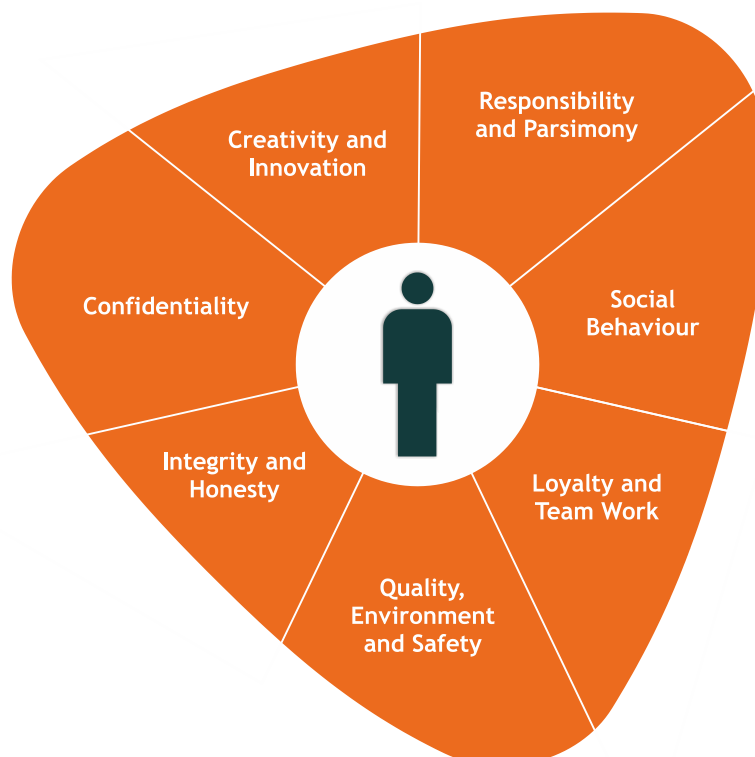 Responsibility
and Parsimony
Creativity and
Innovation
Social
Behaviour
Confidentiality
Integrity and
Honesty
Loyalty and
Team Work
Quality,
Environment
and Safety